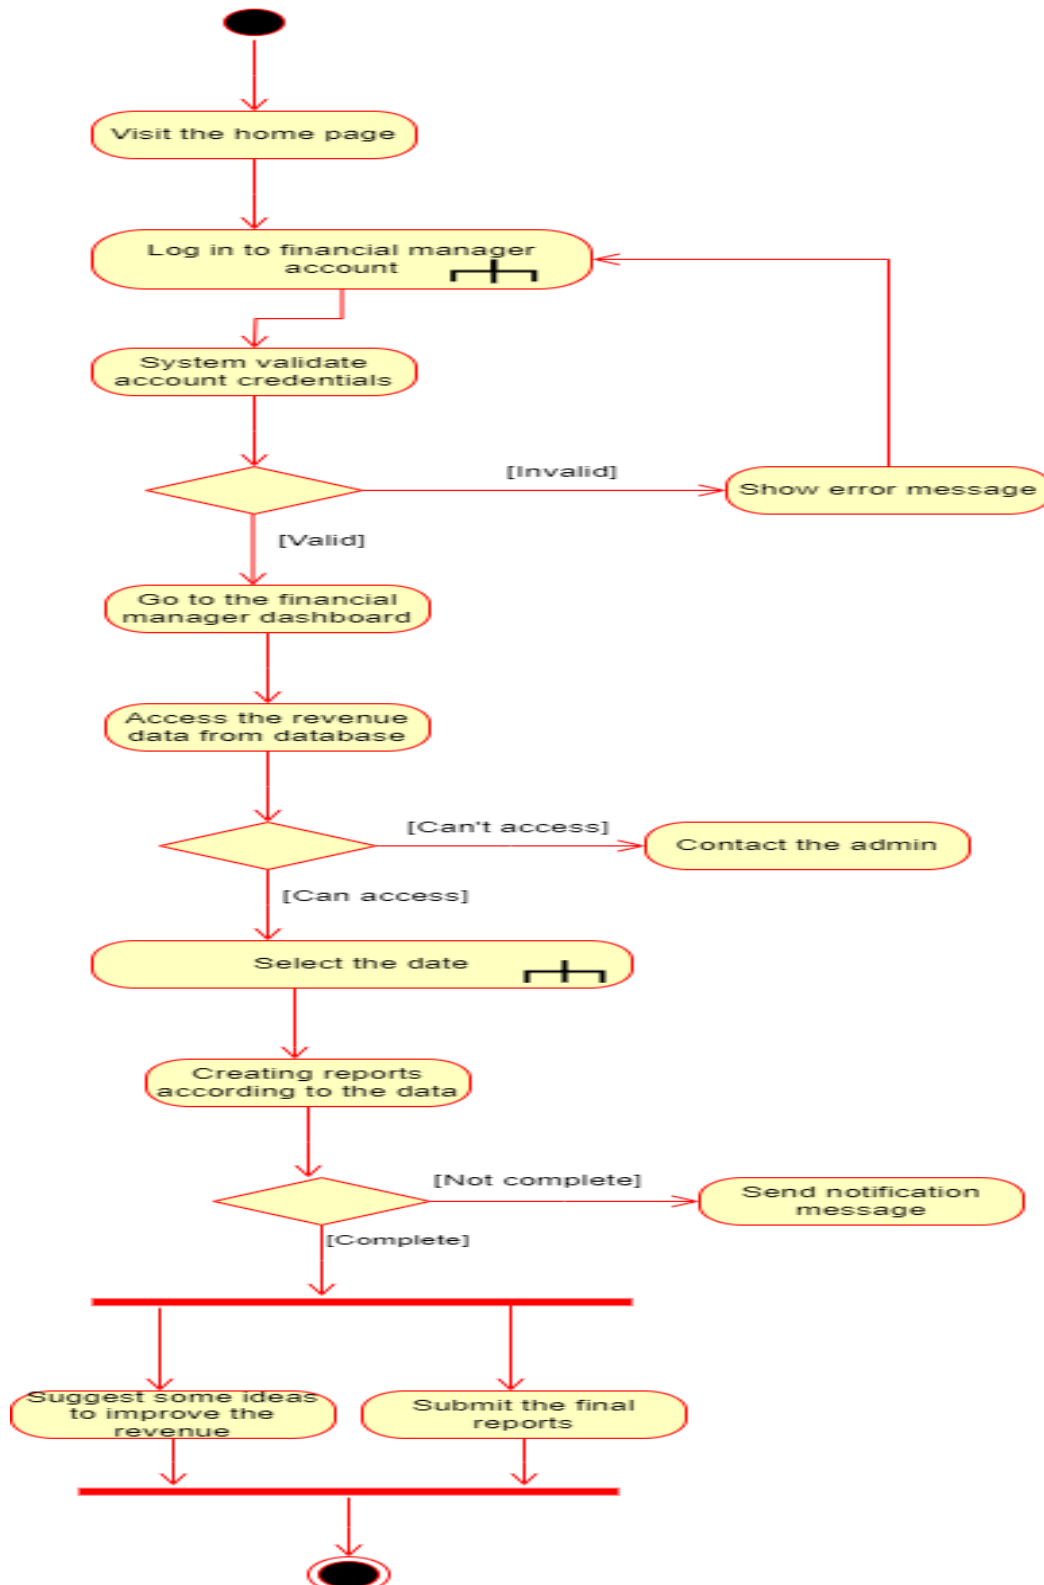 Visit the home page
Log in to financial manager
account
System validate
account credentials
[Invalid]
Show error message
[Valid]
Go to the financial
manager dashboard
Access the revenue
data from database
[Can't access]
Contact the admin
[Can access]
Select the date
Creating reports
according to the data
[Not complete]
Send notification
message
[Complete]
Suggest some ideas
to improve the
revenue
Submit the final
reports